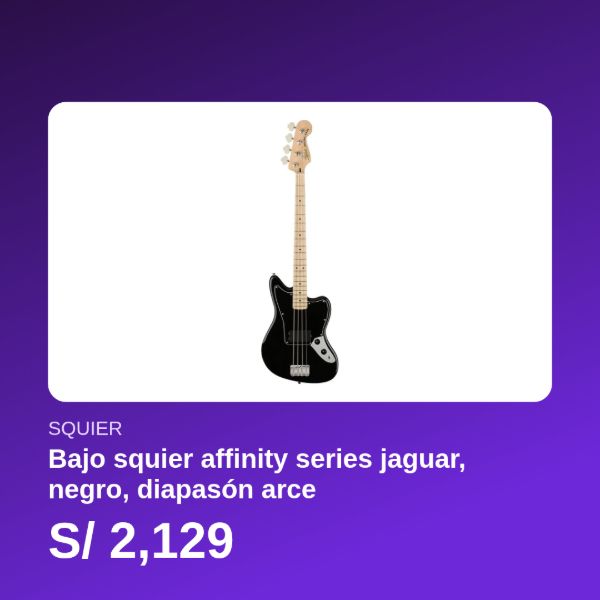 SQUIER
Bajo squier affinity series jaguar,
negro, diapasón arce
S/ 2,129